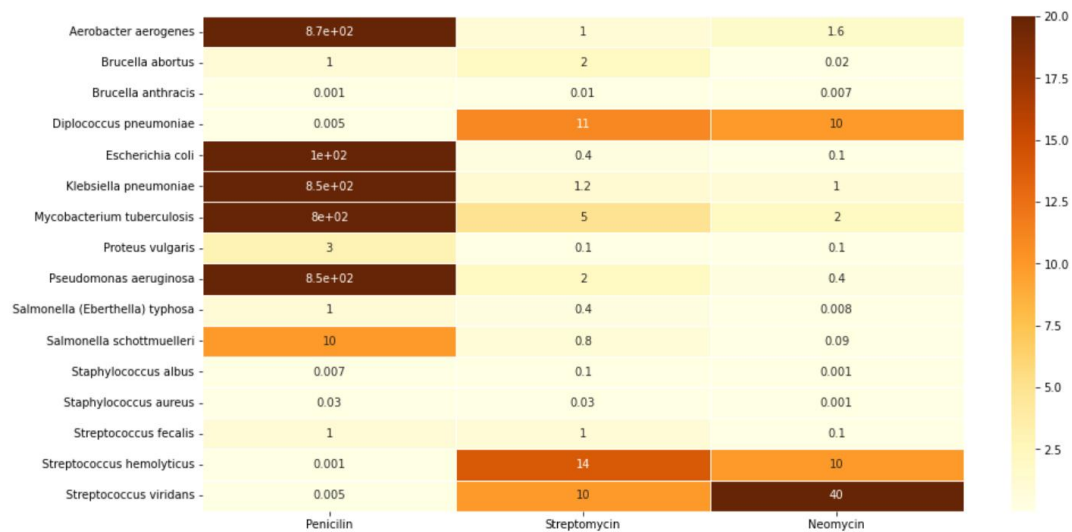 Aerobacter aerogenes 8.7e+02 1 1.6
Brucella abortus 1 2 0.02
Brucella anthracis 0.001 0.01 0.007
Diplococcus pneumoniae 0.005 11 10
Escherichia coli 1e+02 0.4 0.1
Klebsiella pneumoniae 8.5e+02 1.2 1
Mycobacterium tuberculosis 8e+02 5 2
Proteus vulgaris 3 0.1 0.1
Pseudomonas aeruginosa 8.5e+02 2 0.4
Salmonella (Eberthella) typhosa 1 0.4 0.008
Salmonella schottmuelleri 10 0.8 0.09
Staphylococcus albus 0.007 0.1 0.001
Staphylococcus aureus 0.03 0.03 0.001
Streptococcus fecalis 1 1 0.1
Streptococcus hemolyticus 0.001 14 10
Streptococcus viridans 0.005 10 40
Penicilin Streptomycin Neomycin
20.0
17.5
15.0
12.5
10.0
7.5
5.0
2.5